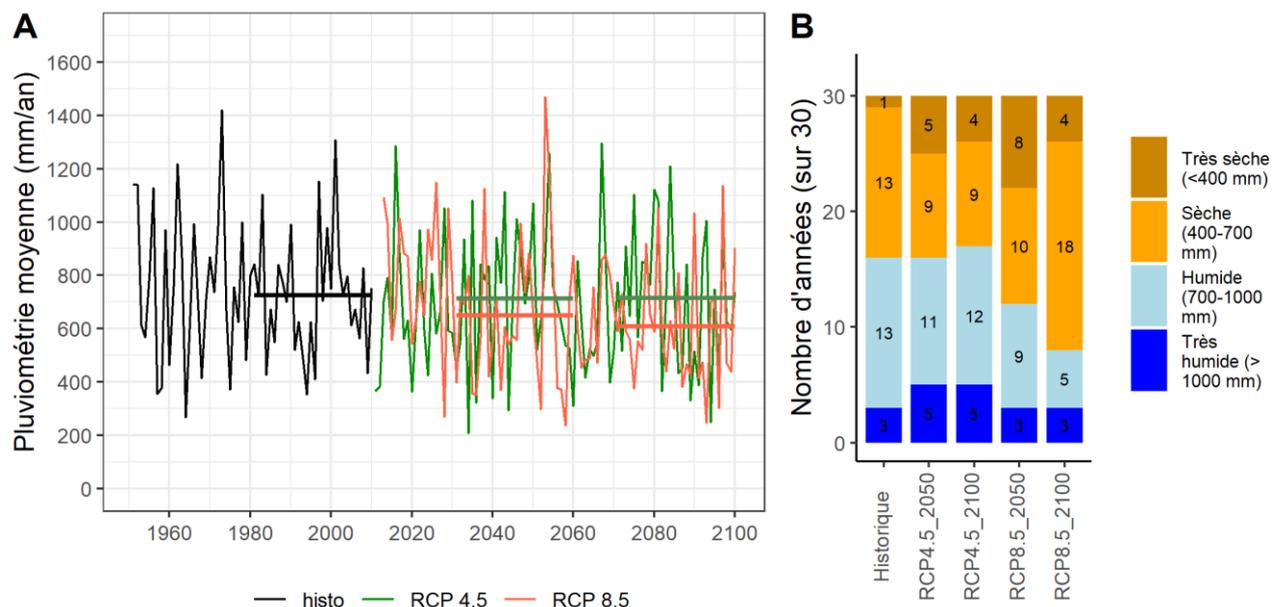 A
Pluviométrie moyenne (mm/an)
1600
1400
1200
1000
800
600
400
200
0
1960
1980
2000
2020
2040
2060
2080
2100
histo
RCP 4.5
RCP 8.5
B
Nombre d'années (sur 30)
30
20
10
0
1
13
13
3
5
9
11
5
4
9
12
5
8
10
9
3
4
18
5
3
Historique
RCP4.5_2050
RCP4.5_2100
RCP8.5_2050
RCP8.5_2100
Très sèche
(<400 mm)
Sèche
(400-700
mm)
Humide
(700-1000
mm)
Très
humide (>
1000 mm)